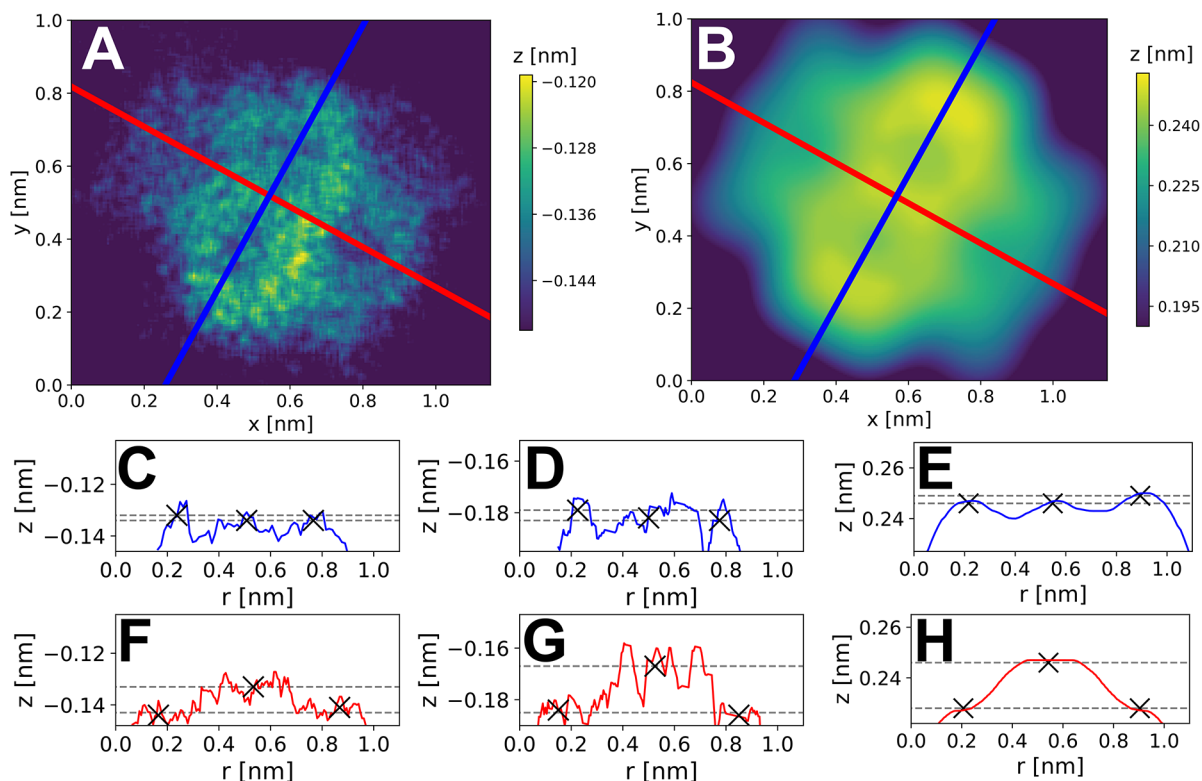 A
B
z [nm]
z [nm]
1.0
0.8
0.6
0.4
0.2
0.0
y [nm]
0.0 0.2 0.4 0.6 0.8 1.0
x [nm]
−0.120
−0.128
−0.136
−0.144
1.0
0.8
0.6
0.4
0.2
0.0
y [nm]
0.0 0.2 0.4 0.6 0.8 1.0
x [nm]
0.240
0.225
0.210
0.195
C
z [nm]
−0.12
−0.14
0.0 0.2 0.4 0.6 0.8 1.0
r [nm]
D
z [nm]
−0.16
−0.18
0.0 0.2 0.4 0.6 0.8 1.0
r [nm]
E
z [nm]
0.26
0.24
0.0 0.2 0.4 0.6 0.8 1.0
r [nm]
F
z [nm]
−0.12
−0.14
0.0 0.2 0.4 0.6 0.8 1.0
r [nm]
G
z [nm]
−0.16
−0.18
0.0 0.2 0.4 0.6 0.8 1.0
r [nm]
H
z [nm]
0.26
0.24
0.0 0.2 0.4 0.6 0.8 1.0
r [nm]